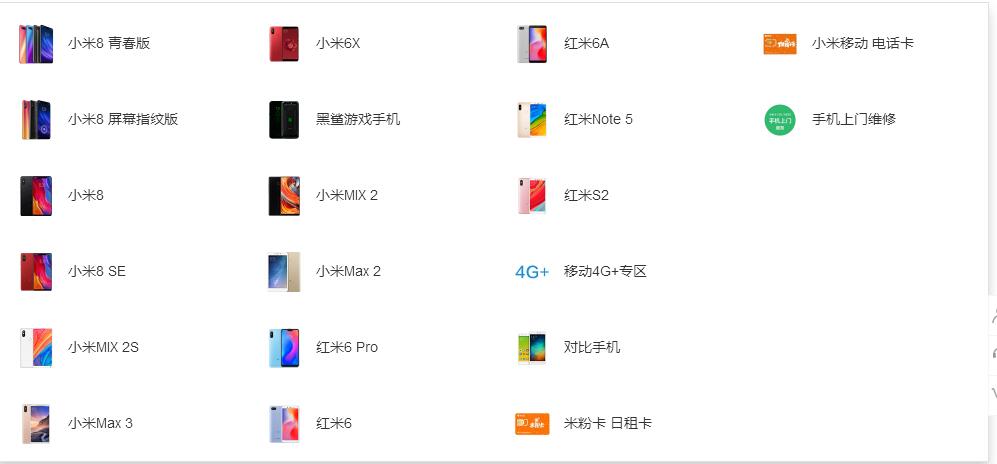 小米8 青春版
小米8 屏幕指纹版
小米8
小米8 SE
小米MIX 2S
小米Max 3
小米6X
黑鲨游戏手机
小米MIX 2
小米Max 2
红米6 Pro
红米6
红米6A
红米Note 5
红米S2
4G+ 移动4G+专区
对比手机
米粉卡 日租卡
小米移动 电话卡
手机上门
手机上门维修